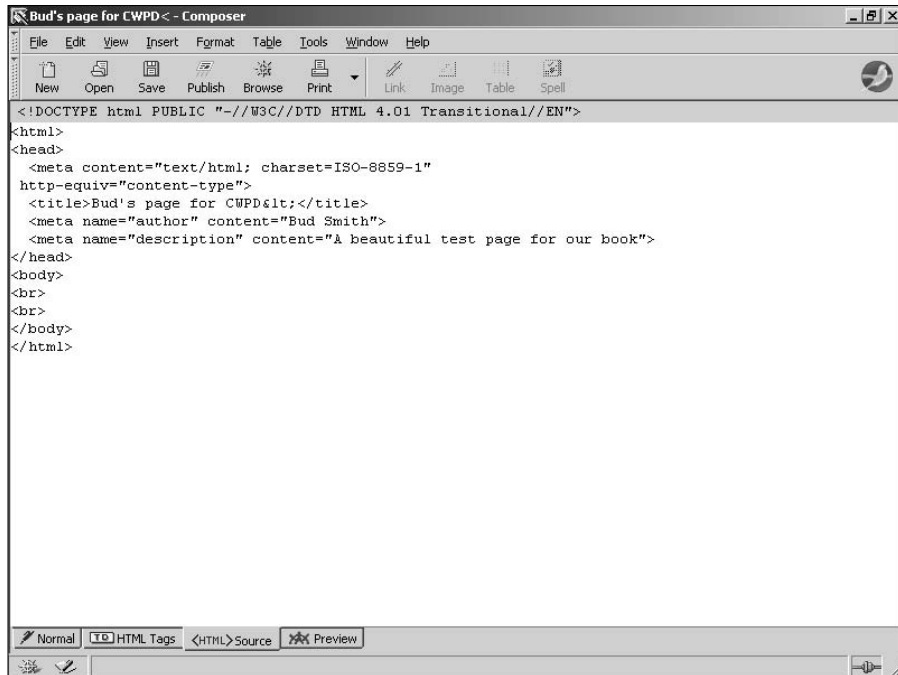 Bud's page for CWPD< - Composer
File Edit View Insert Format Table Tools Window Help
New Open Save Publish Browse Print Link Image Table Spell
<!DOCTYPE html PUBLIC "-//W3C//DTD HTML 4.01 Transitional//EN">
<html>
<head>
<meta content="text/html; charset=ISO-8859-1"
http-equiv="content-type">
<title>Bud's page for CWPD&lt;</title>
<meta name="author" content="Bud Smith">
<meta name="description" content="A beautiful test page for our book">
</head>
<body>
<br>
<br>
</body>
</html>
Normal TD HTML Tags <HTML> Source Preview